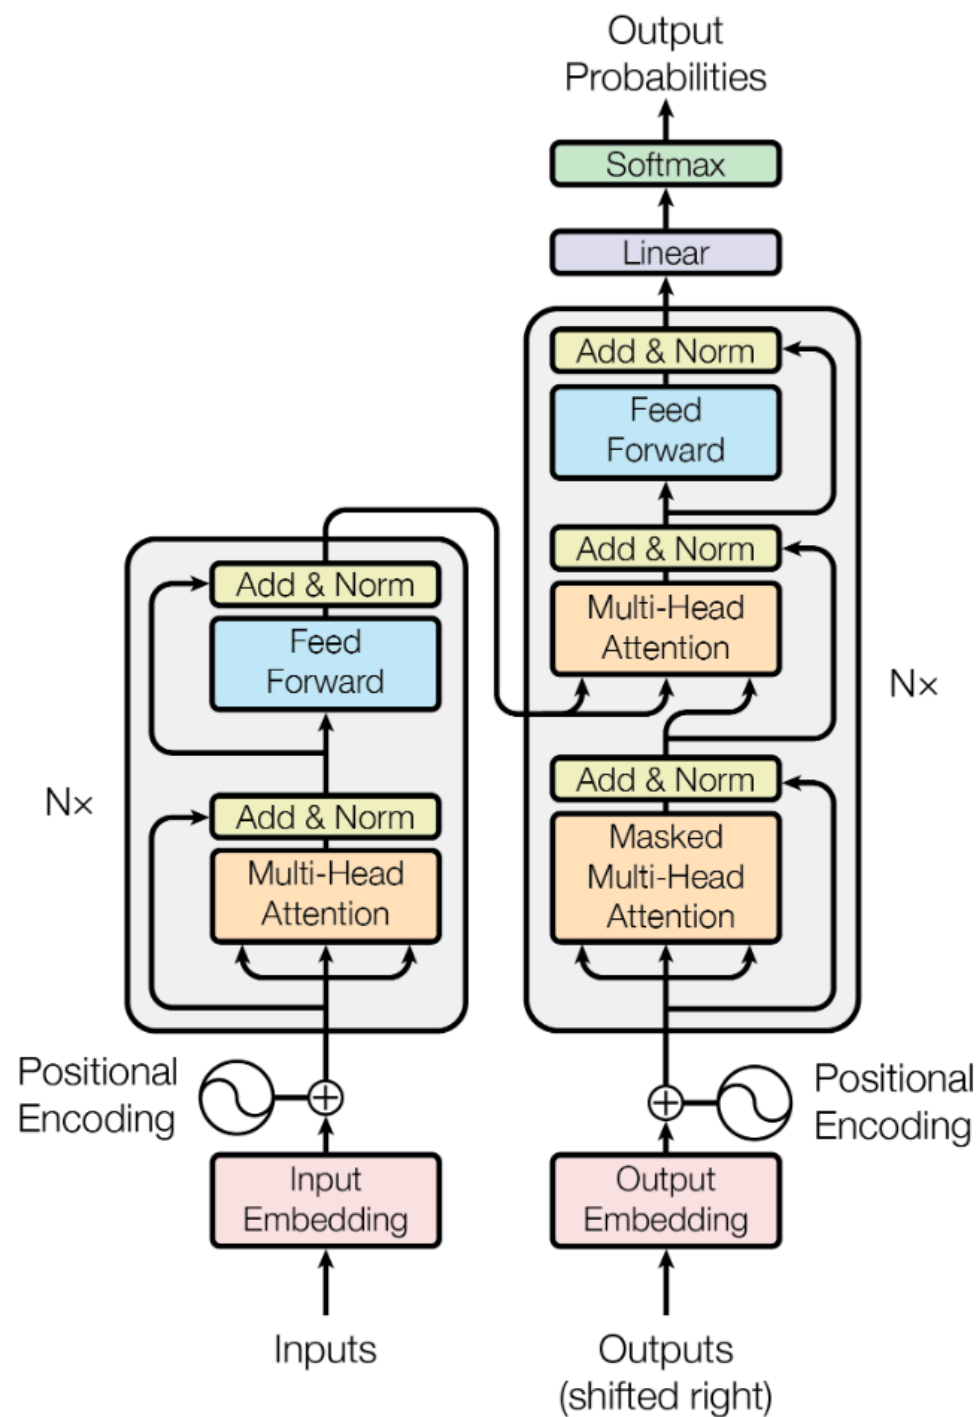 Output
Probabilities
Softmax
Linear
Add & Norm
Feed
Forward
Add & Norm
Multi-Head
Attention
Add & Norm
Masked
Multi-Head
Attention
N×
Add & Norm
Feed
Forward
Add & Norm
Multi-Head
Attention
N×
Positional
Encoding
Positional
Encoding
Input
Embedding
Output
Embedding
Inputs
Outputs
(shifted right)